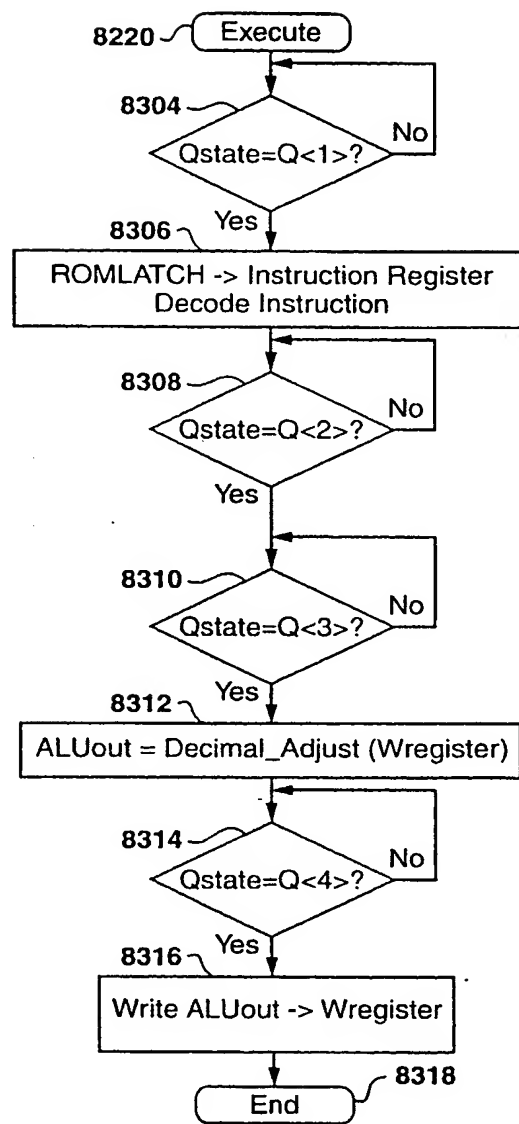 8220
Execute
8304
Qstate=Q<1>?
No
Yes
8306
ROMLATCH -> Instruction Register
Decode Instruction
8308
Qstate=Q<2>?
No
Yes
8310
Qstate=Q<3>?
No
Yes
8312
ALUout = Decimal_Adjust (Wregister)
8314
Qstate=Q<4>?
No
Yes
8316
Write ALUout -> Wregister
End
8318